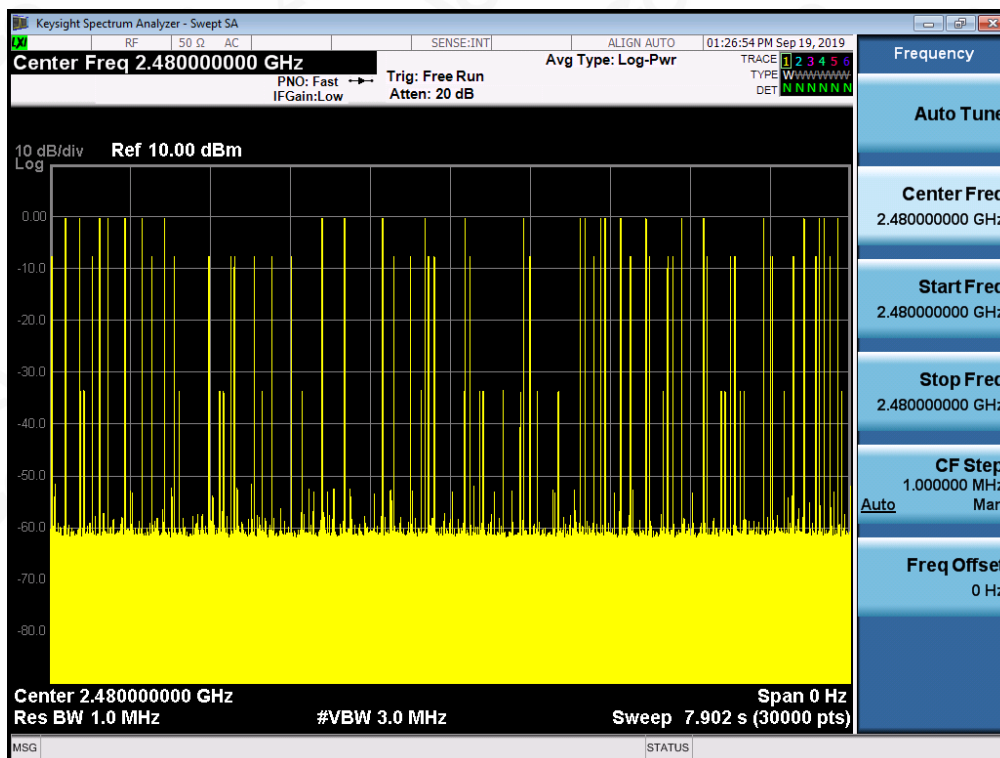 Keysight Spectrum Analyzer - Swept SA
LXI RF 50 Ω AC SENSE:INT ALIGN AUTO 01:26:54 PM Sep 19, 2019
Center Freq 2.480000000 GHz
PNO: Fast
IFGain:Low
Trig: Free Run
Atten: 20 dB
Avg Type: Log-Pwr
TRACE 1 2 3 4 5 6
TYPE WWWWWW
DET N N N N N N
10 dB/div Ref 10.00 dBm
Log
0.00
-10.0
-20.0
-30.0
-40.0
-50.0
-60.0
-70.0
-80.0
Center 2.480000000 GHz Span 0 Hz
Res BW 1.0 MHz #VBW 3.0 MHz Sweep 7.902 s (30000 pts)
MSG STATUS
Frequency
Auto Tune
Center Freq
2.480000000 GHz
Start Freq
2.480000000 GHz
Stop Freq
2.480000000 GHz
CF Step
1.000000 MHz
Auto Man
Freq Offset
0 Hz